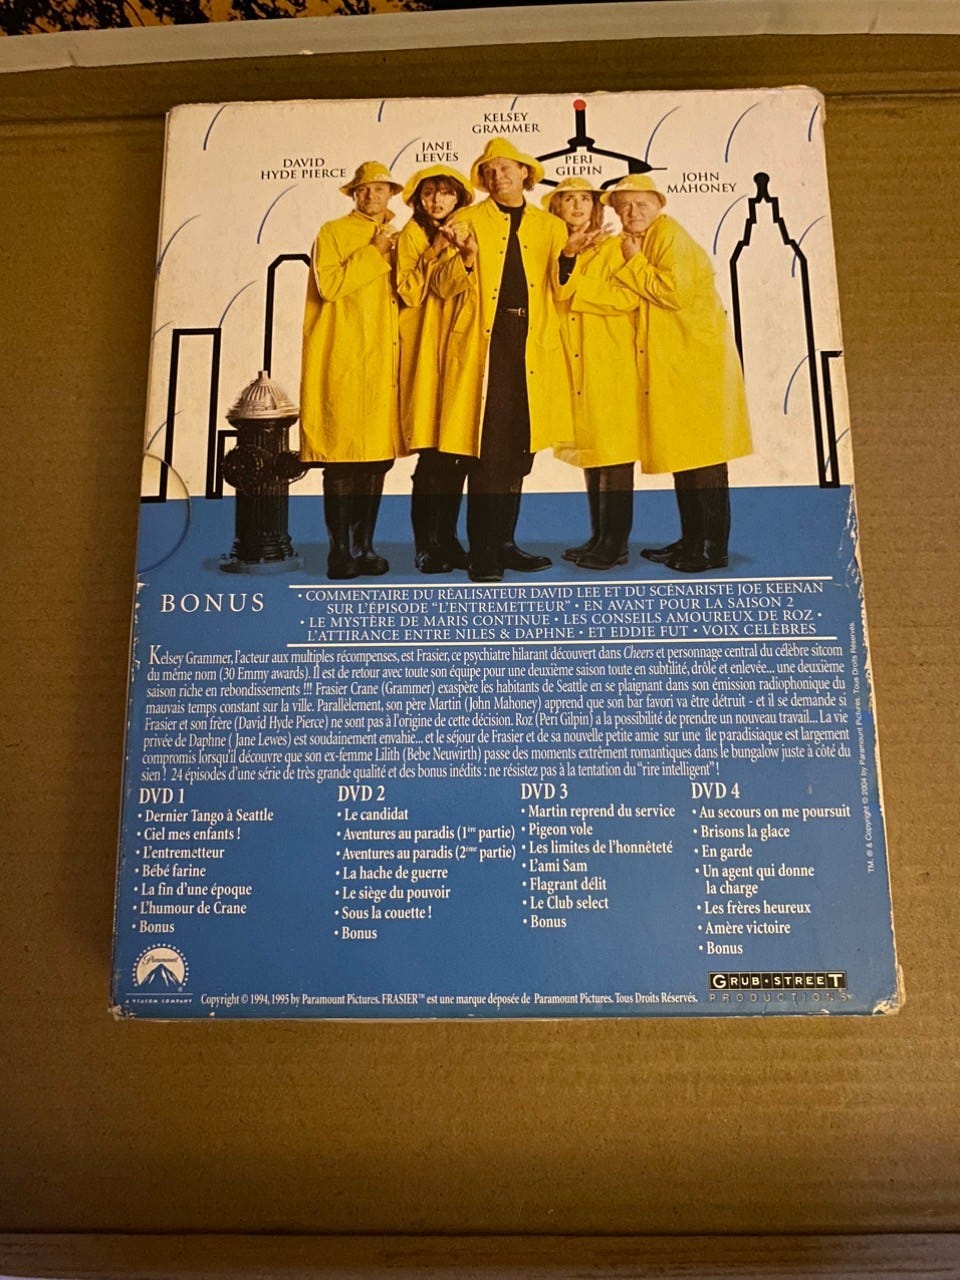 KELSEY
GRAMMER
JANE
LEEVES
DAVID
HYDE PIERCE
PERI
GILPIN
JOHN
MAHONEY
BONUS
• COMMENTAIRE DU RÉALISATEUR DAVID LEE ET DU SCÉNARISTE JOE KEENAN
SUR L'ÉPISODE "L'ENTREMETTEUR" • EN AVANT POUR LA SAISON 2
• LE MYSTÈRE DE MARIS CONTINUE • LES CONSEILS AMOUREUX DE ROZ •
L'ATTIRANCE ENTRE NILES & DAPHNE • ET EDDIE FUT • VOIX CELÈBRES
Kelsey Grammer, l'acteur aux multiples récompenses, est Frasier, ce psychiatre hilarant découvert dans Cheers et personnage central du célèbre sitcom
du même nom (30 Emmy awards). Il est de retour avec toute son équipe pour une deuxième saison toute en subtilité, drôle et enlevée... une deuxième
saison riche en rebondissements !!! Frasier Crane (Grammer) exaspère les habitants de Seattle en se plaignant dans son émission radiophonique du
mauvais temps constant sur la ville. Parallèlement, son père Martin (John Mahoney) apprend que son bar favori va être détruit - et il se demande si
Frasier et son frère (David Hyde Pierce) ne sont pas à l'origine de cette décision. Roz (Peri Gilpin) a la possibilité de prendre un nouveau travail... La vie
privée de Daphne ( Jane Lewes) est soudainement envahie... et le séjour de Frasier et de sa nouvelle petite amie sur une île paradisiaque est largement
compromis lorsqu'il découvre que son ex-femme Lilith (Bebe Neuwirth) passe des moments extrêment romantiques dans le bungalow juste à côté du
sien ! 24 épisodes d'une série de très grande qualité et des bonus inédits : ne résistez pas à la tentation du "rire intelligent" !
DVD 1
• Dernier Tango à Seattle
• Ciel mes enfants !
• L'entremetteur
• Bébé farine
• La fin d'une époque
• L'humour de Crane
• Bonus
DVD 2
• Le candidat
• Aventures au paradis (1ère partie)
• Aventures au paradis (2ème partie)
• La hache de guerre
• Le siège du pouvoir
• Sous la couette !
• Bonus
DVD 3
• Martin reprend du service
• Pigeon vole
• Les limites de l'honnêteté
• L'ami Sam
• Flagrant délit
• Le Club select
• Bonus
DVD 4
• Au secours on me poursuit
• Brisons la glace
• En garde
• Un agent qui donne
la charge
• Les frères heureux
• Amère victoire
• Bonus
TM, ® & Copyright © 2004 by Paramount Pictures. Tous Droits Réservés.
Paramount
A VIACOM COMPANY
Copyright © 1994, 1995 by Paramount Pictures. FRASIER™ est une marque déposée de Paramount Pictures. Tous Droits Réservés.
GRUB•STREET
PRODUCTIONS